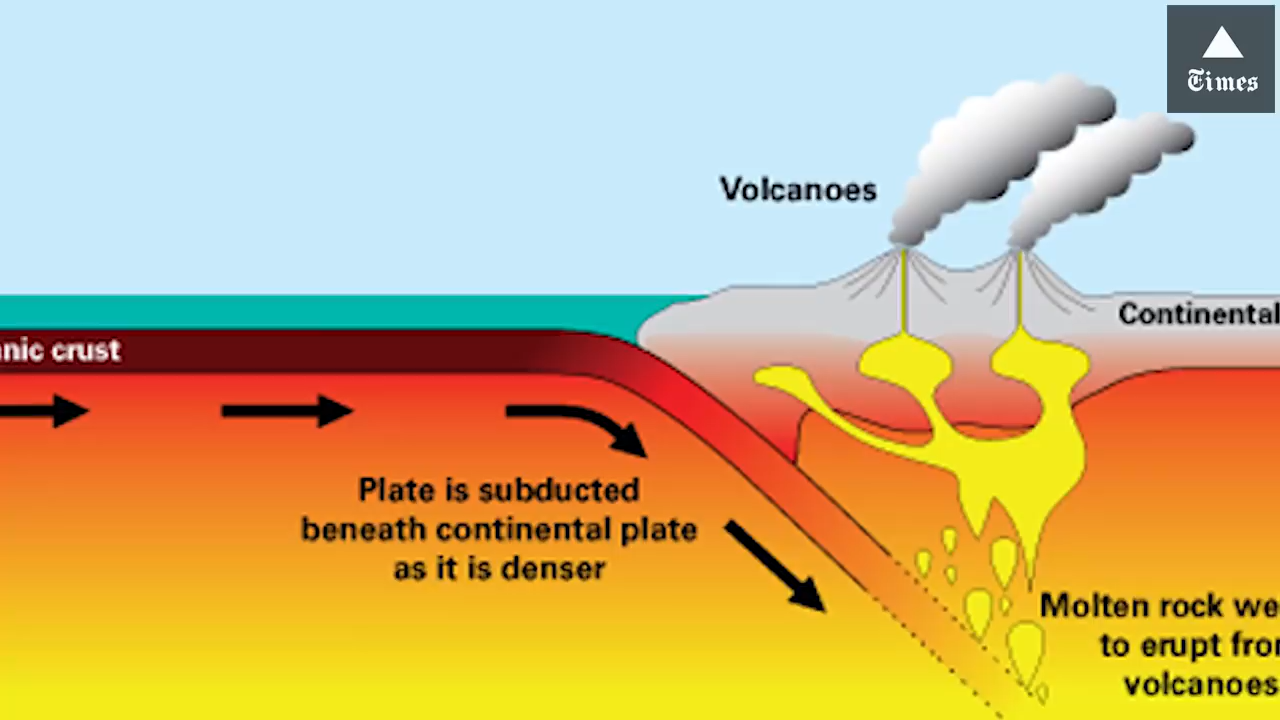 Times
Volcanoes
Continental
nic crust
Plate is subducted
beneath continental plate
as it is denser
Molten rock we
to erupt fro
volcanoes